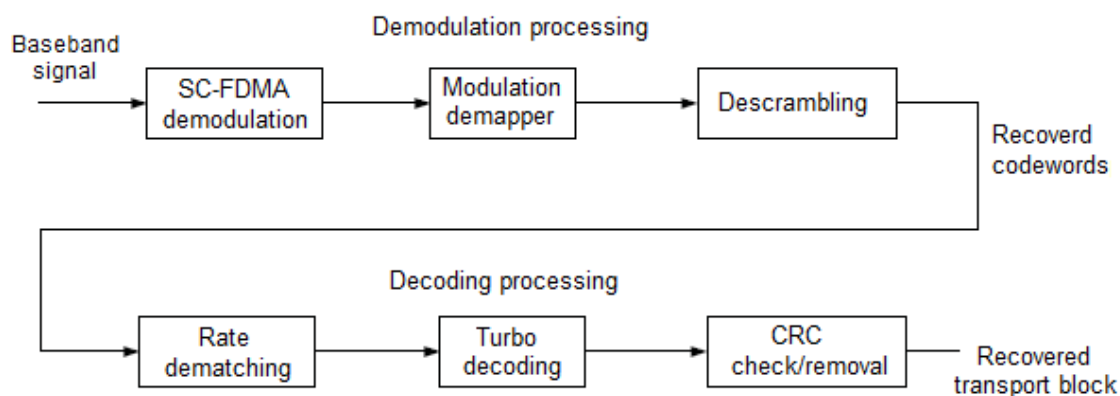 Demodulation processing
Baseband
signal
SC-FDMA
demodulation
Modulation
demapper
Descrambling
Recoverd
codewords
Decoding processing
Rate
dematching
Turbo
decoding
CRC
check/removal
Recovered
transport block